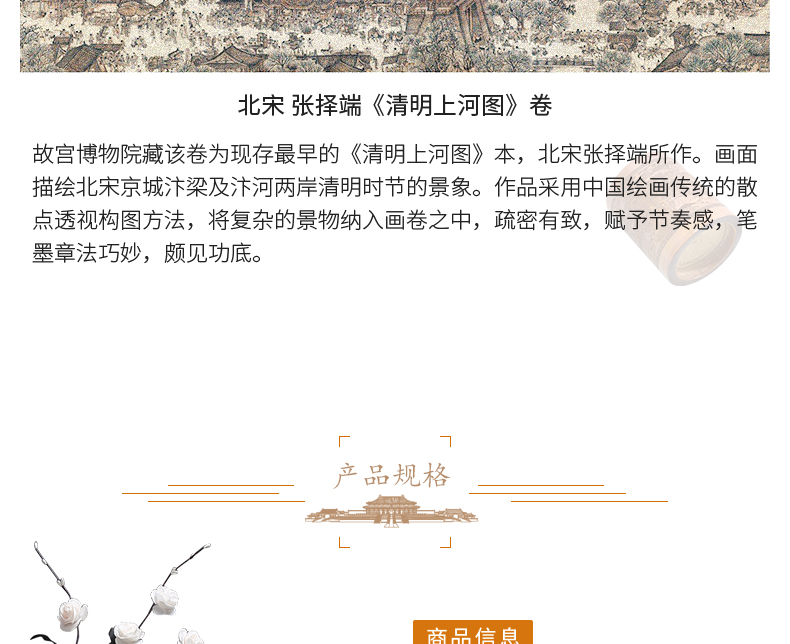 北宋 张择端《清明上河图》卷
故宫博物院藏该卷为现存最早的《清明上河图》本，北宋张择端所作。画面
描绘北宋京城汴梁及汴河两岸清明时节的景象。作品采用中国绘画传统的散
点透视构图方法，将复杂的景物纳入画卷之中，疏密有致，赋予节奏感，笔
墨章法巧妙，颇见功底。
产品规格
商品信息